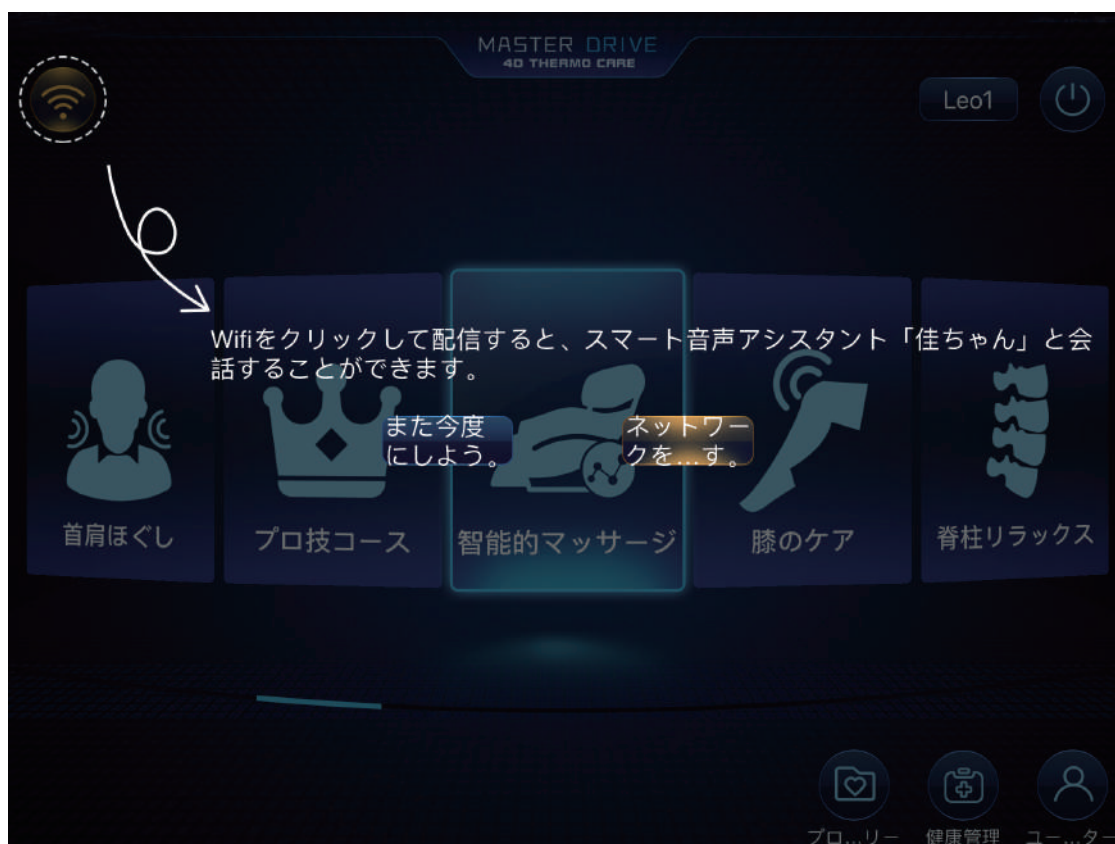 MASTER DRIVE
4D THERMO CARE
Leo1
Wifiをクリックして配信すると、スマート音声アシスタント「佳ちゃん」と会
話することができます。
また今度
にしよう。
ネットワー
クを...す。
首肩ほぐし
プロ技コース
智能的マッサージ
膝のケア
脊柱リラックス
プロ...リー
健康管理
ユー...ター